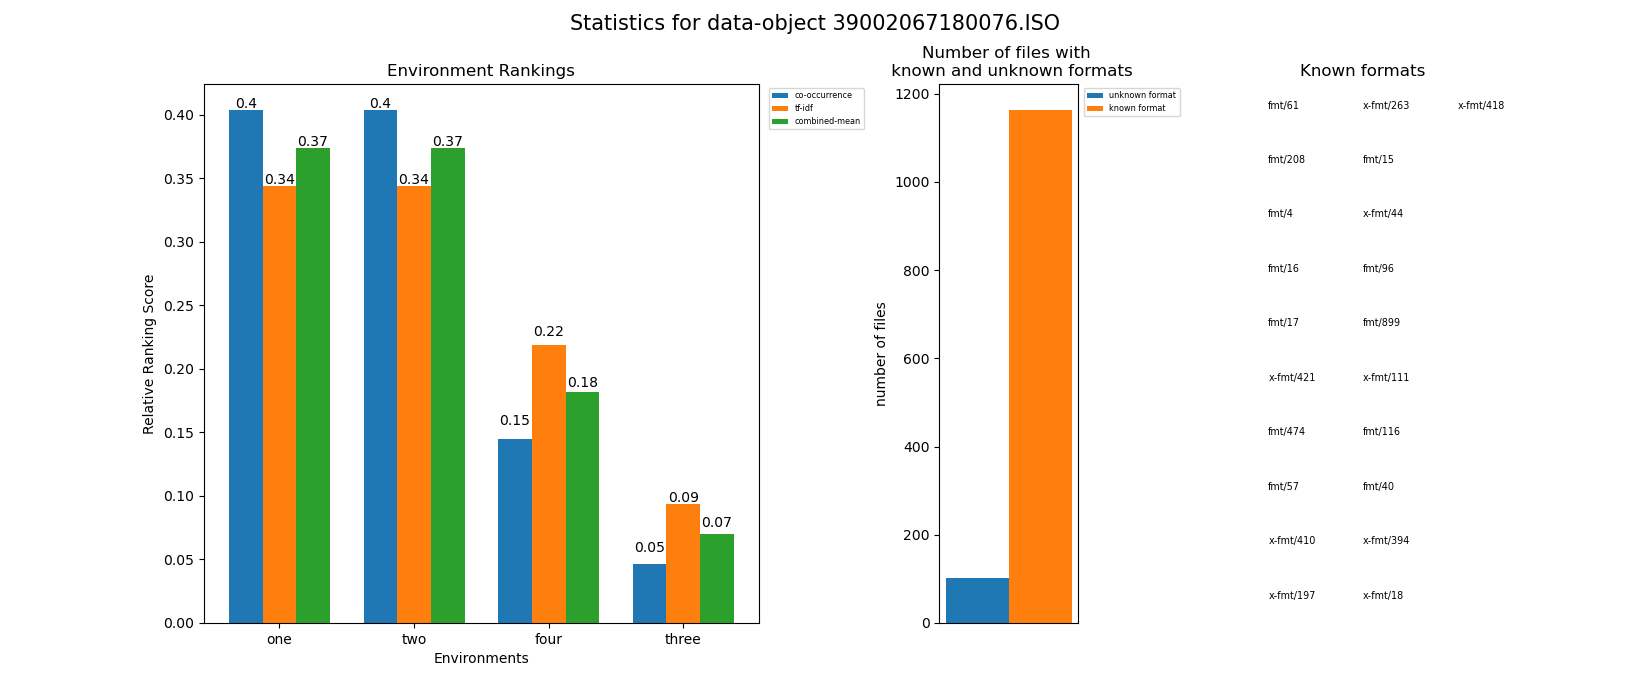 Statistics for data-object 39002067180076.ISO
Environment Rankings
0.40
0.35
0.30
0.25
0.20
0.15
0.10
0.05
0.00
Relative Ranking Score
0.4
0.34
0.37
0.4
0.34
0.37
0.15
0.22
0.18
0.05
0.09
0.07
one two four three
Environments
co-occurrence
tf-idf
combined-mean
Number of files with
known and unknown formats
1200
1000
800
600
400
200
0
number of files
unknown format
known format
Known formats
fmt/61 x-fmt/263 x-fmt/418
fmt/208 fmt/15
fmt/4 x-fmt/44
fmt/16 fmt/96
fmt/17 fmt/899
x-fmt/421 x-fmt/111
fmt/474 fmt/116
fmt/57 fmt/40
x-fmt/410 x-fmt/394
x-fmt/197 x-fmt/18